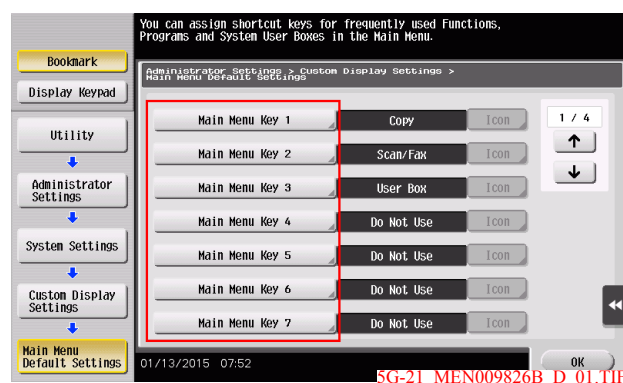 You can assign shortcut keys for frequently used Functions,
Programs and System User Boxes in the Main Menu.
Bookmark
Display Keypad
Utility
Administrator
Settings
System Settings
Custom Display
Settings
Main Menu
Default Settings
Administrator Settings > Custom Display Settings >
Main Menu Default Settings
Main Menu Key 1 Copy Icon
Main Menu Key 2 Scan/Fax Icon
Main Menu Key 3 User Box Icon
Main Menu Key 4 Do Not Use Icon
Main Menu Key 5 Do Not Use Icon
Main Menu Key 6 Do Not Use Icon
Main Menu Key 7 Do Not Use Icon
1 / 4
01/13/2015 07:52
OK
5G-21 MEN009826B D 01.TIF